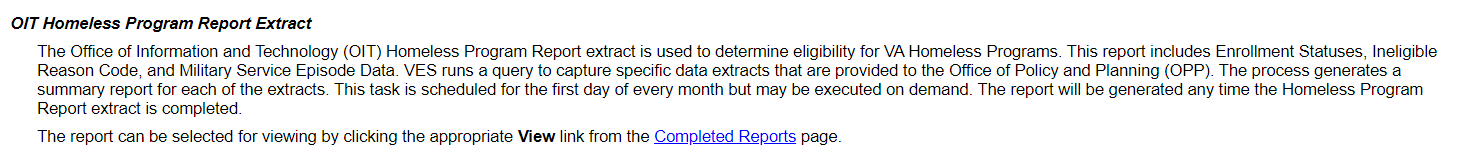 OIT Homeless Program Report Extract
The Office of Information and Technology (OIT) Homeless Program Report extract is used to determine eligibility for VA Homeless Programs. This report includes Enrollment Statuses, Ineligible
Reason Code, and Military Service Episode Data. VES runs a query to capture specific data extracts that are provided to the Office of Policy and Planning (OPP). The process generates a
summary report for each of the extracts. This task is scheduled for the first day of every month but may be executed on demand. The report will be generated any time the Homeless Program
Report extract is completed.
The report can be selected for viewing by clicking the appropriate View link from the Completed Reports page.